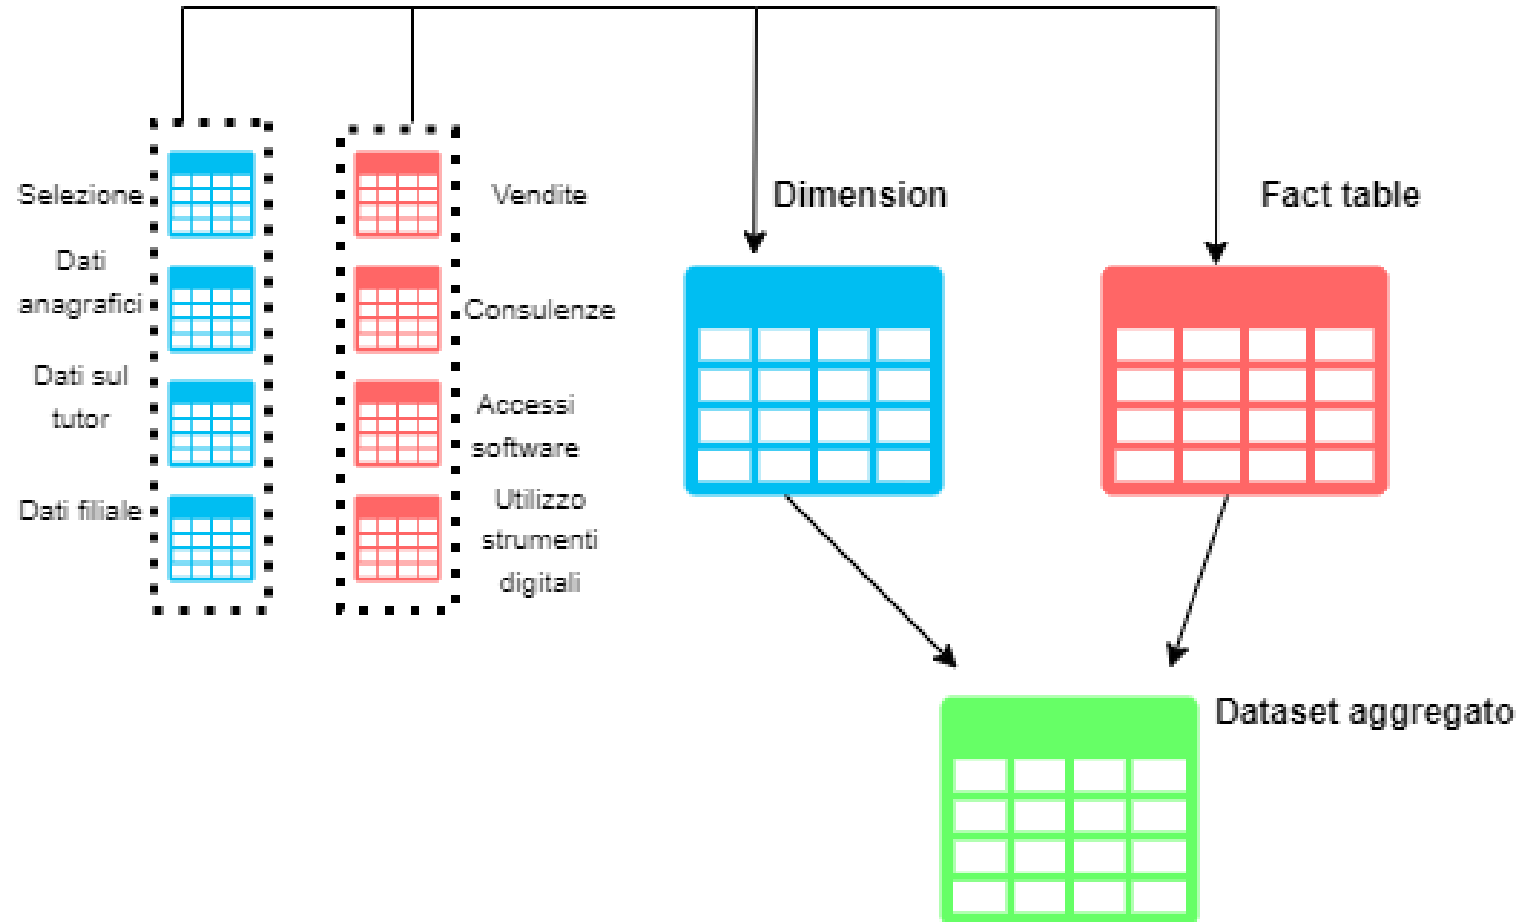 Selezione
Dati
anagrafici
Dati sul
tutor
Dati filiale
Vendite
Consulenze
Accessi
software
Utilizzo
strumenti
digitali
Dimension
Fact table
Dataset aggregato